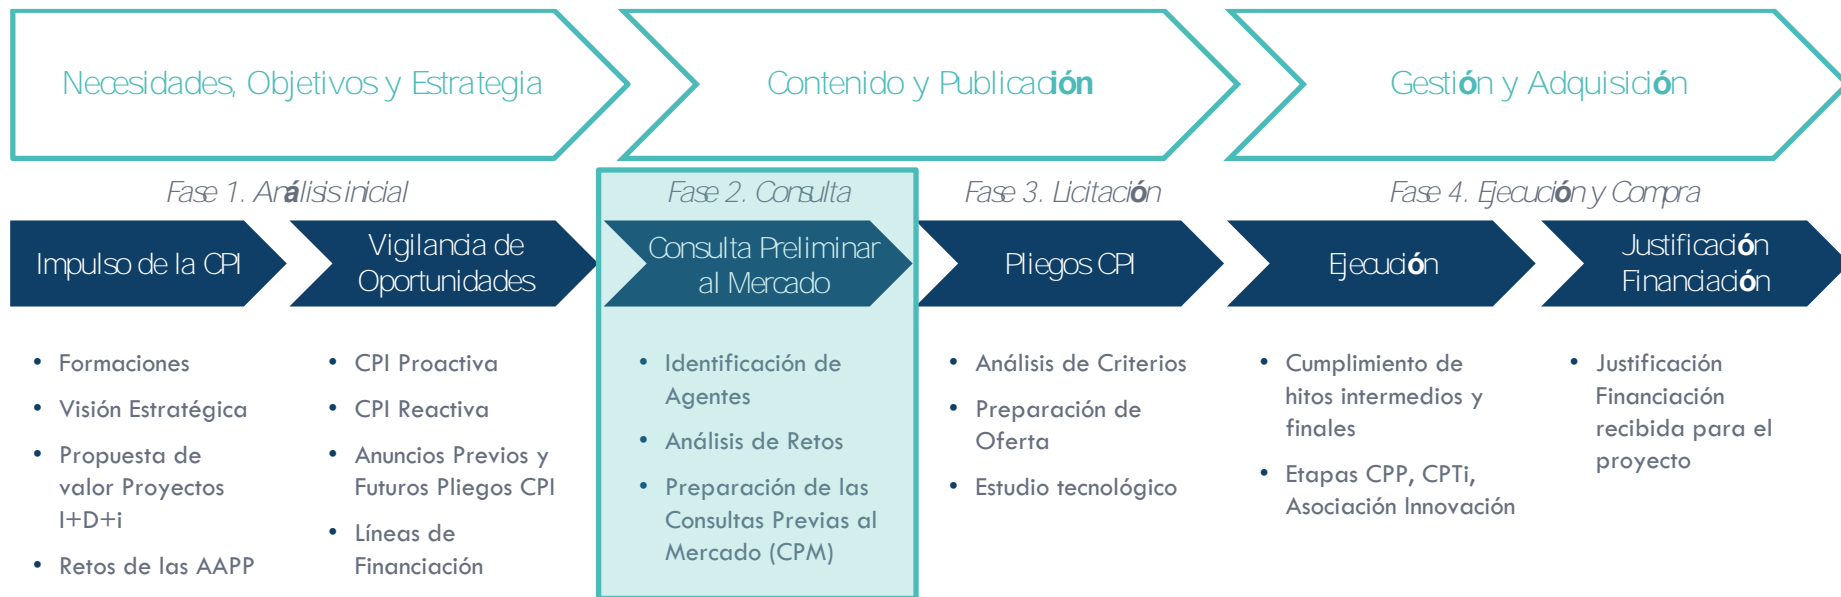 Necesidades, Objetivos y Estrategia
Contenido y Publicación
Gestión y Adquisición
Fase 1. Análisis inicial
Fase 2. Consulta
Fase 3. Licitación
Fase 4. Ejecución y Compra
Impulso de la CPI
Vigilancia de
Oportunidades
Consulta Preliminar
al Mercado
Pliegos CPI
Ejecución
Justificación
Financiación
• Formaciones
• Visión Estratégica
• Propuesta de
valor Proyectos
I+D+i
• Retos de las AAPP
• CPI Proactiva
• CPI Reactiva
• Anuncios Previos y
Futuros Pliegos CPI
• Líneas de
Financiación
• Identificación de
Agentes
• Análisis de Retos
• Preparación de las
Consultas Previas al
Mercado (CPM)
• Análisis de Criterios
• Preparación de
Oferta
• Estudio tecnológico
• Cumplimiento de
hitos intermedios y
finales
• Etapas CPP, CPTi,
Asociación Innovación
• Justificación
Financiación
recibida para el
proyecto